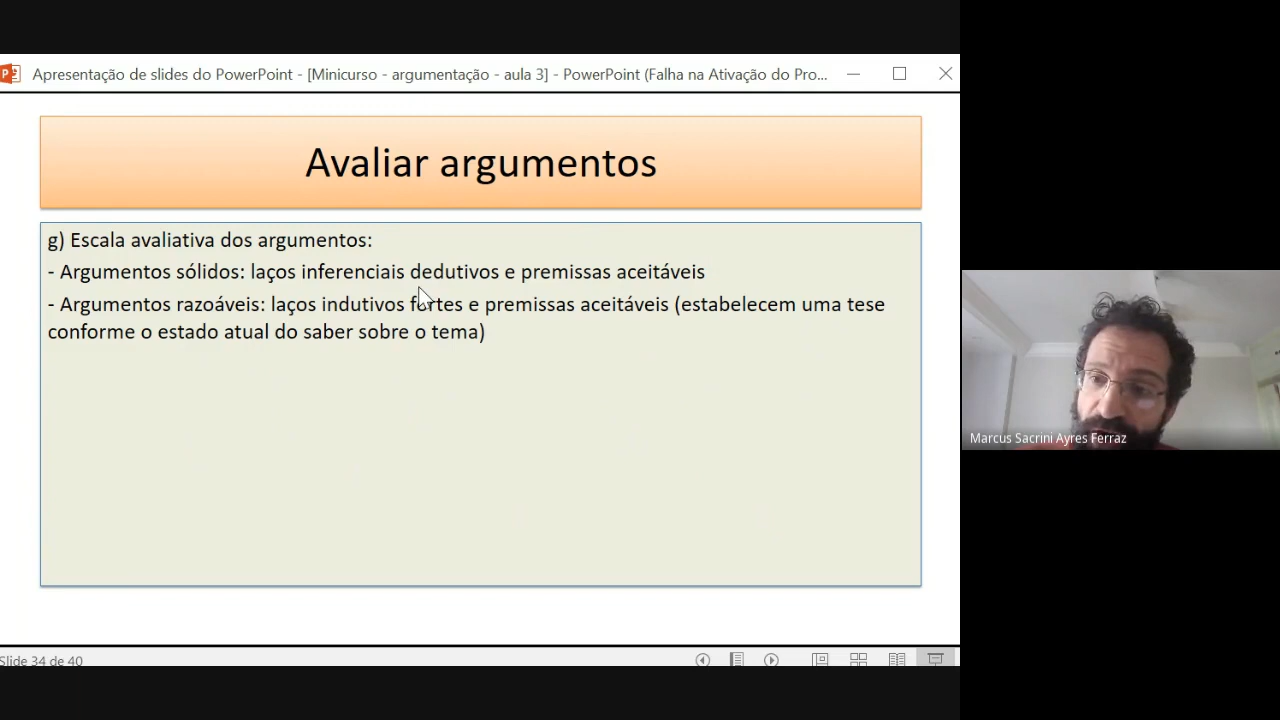 Apresentação de slides do PowerPoint - [Minicurso - argumentação - aula 3] - PowerPoint (Falha na Ativação do Pro...
Avaliar argumentos
g) Escala avaliativa dos argumentos:
- Argumentos sólidos: laços inferenciais dedutivos e premissas aceitáveis
- Argumentos razoáveis: laços indutivos fortes e premissas aceitáveis (estabelecem uma tese
conforme o estado atual do saber sobre o tema)
Marcus Sacrini Ayres Ferraz
Slide 34 de 40